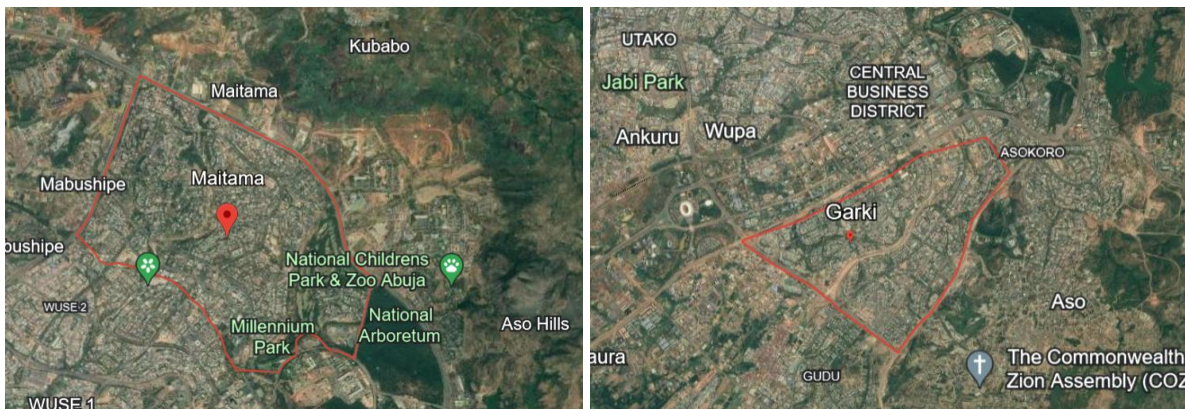 Kubabo
Maitama
Mabushipe
Maitama
bushipe
National Childrens
Park & Zoo Abuja
WUSE 2
Millennium
Park
National
Arboretum
Aso Hills
WUSE 1
UTAKO
Jabi Park
CENTRAL
BUSINESS
DISTRICT
Ankuru
Wupa
ASOKORO
Garki
Aso
aura
GUDU
The Commonwealth
Zion Assembly (COZ